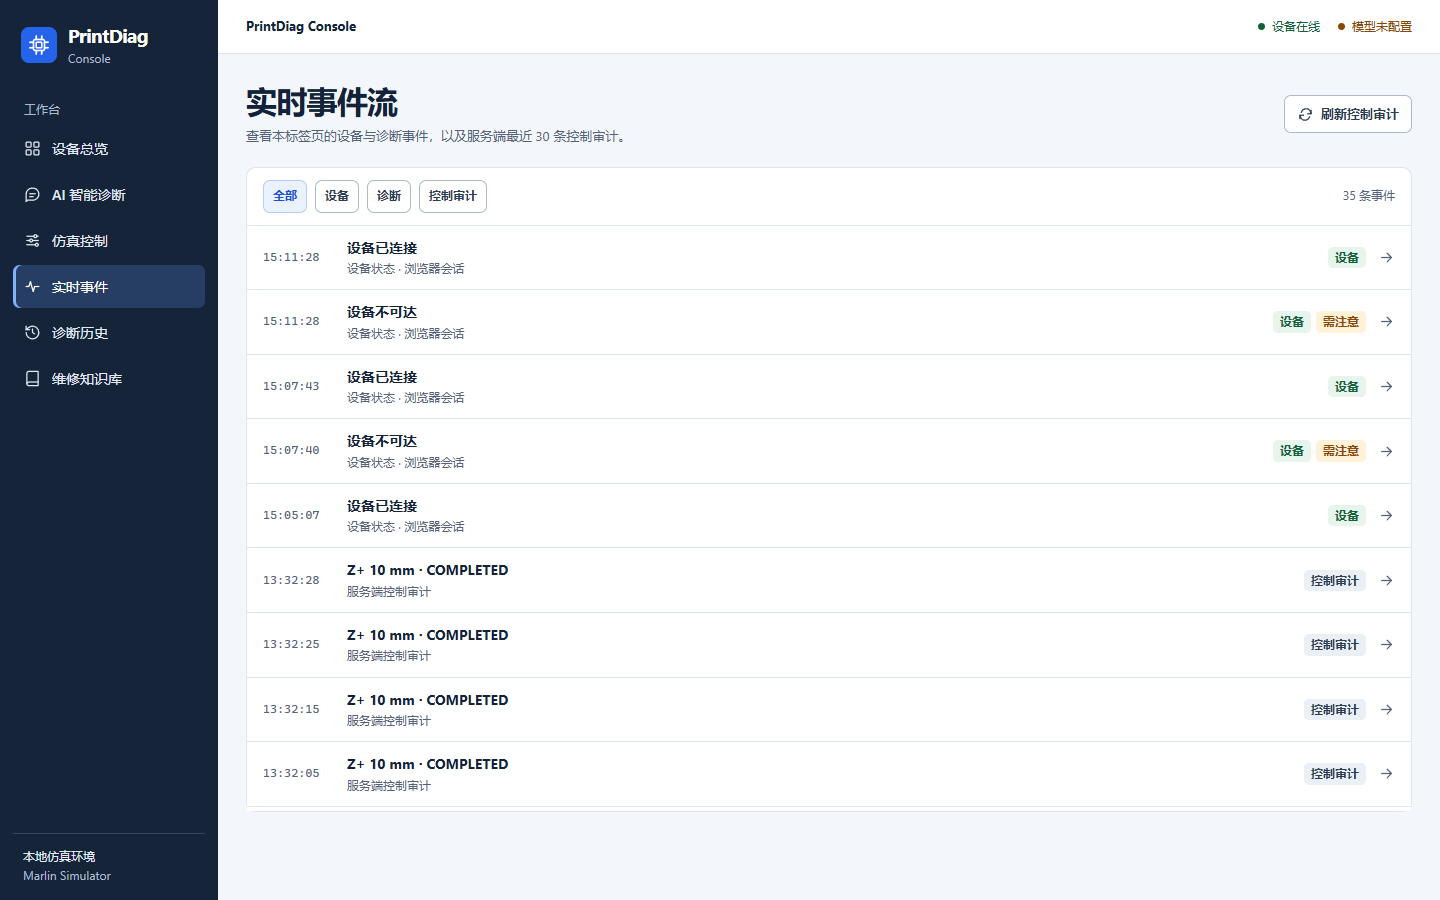 PrintDiag
Console
工作台
设备总览
AI 智能诊断
仿真控制
实时事件
诊断历史
维修知识库
本地仿真环境
Marlin Simulator
PrintDiag Console
设备在线
模型未配置
实时事件流
查看本标签页的设备与诊断事件，以及服务端最近 30 条控制审计。
刷新控制审计
全部 设备 诊断 控制审计
35 条事件
15:11:28 设备已连接 设备
设备状态 · 浏览器会话
15:11:28 设备不可达 设备 需注意
设备状态 · 浏览器会话
15:07:43 设备已连接 设备
设备状态 · 浏览器会话
15:07:40 设备不可达 设备 需注意
设备状态 · 浏览器会话
15:05:07 设备已连接 设备
设备状态 · 浏览器会话
13:32:28 Z+ 10 mm · COMPLETED 控制审计
服务端控制审计
13:32:25 Z+ 10 mm · COMPLETED 控制审计
服务端控制审计
13:32:15 Z+ 10 mm · COMPLETED 控制审计
服务端控制审计
13:32:05 Z+ 10 mm · COMPLETED 控制审计
服务端控制审计